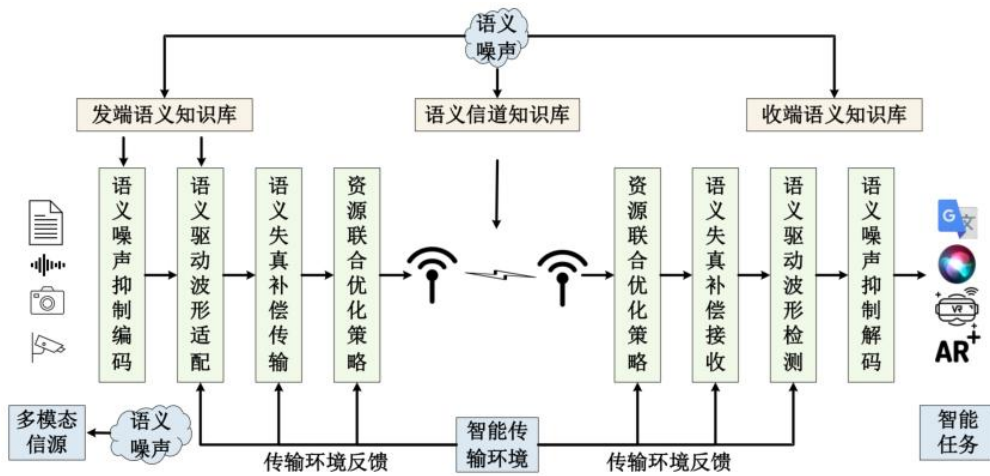 语义
噪声
发端语义知识库
语义信道知识库
收端语义知识库
语义噪声抑制编码
语义驱动波形适配
语义失真补偿传输
资源联合优化策略
资源联合优化策略
语义失真补偿接收
语义驱动波形检测
语义噪声抑制解码
G 文
VR
AR+
多模态
信源
语义
噪声
传输环境反馈
智能传
输环境
传输环境反馈
智能
任务